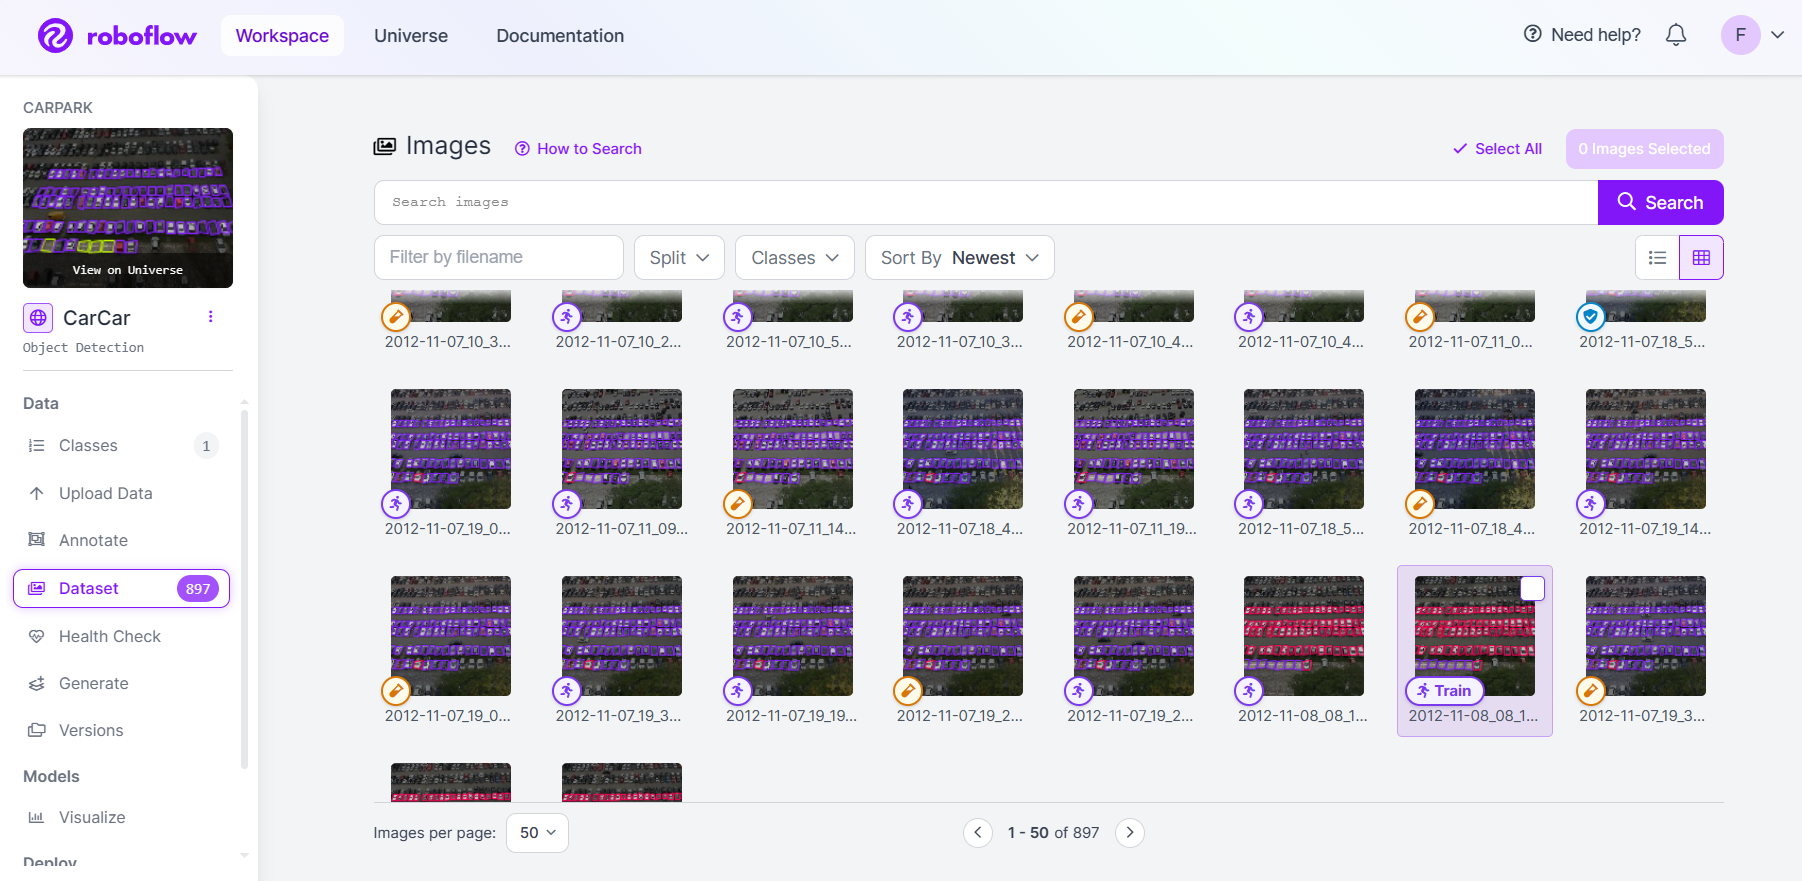 roboflow
Workspace
Universe
Documentation
Need help?
F
CARPARK
View on Universe
CarCar
Object Detection
Data
Classes 1
Upload Data
Annotate
Dataset 897
Health Check
Generate
Versions
Models
Visualize
Deploy
Images
How to Search
Select All
0 Images Selected
Search images
Search
Filter by filename
Split
Classes
Sort By Newest
2012-11-07_10_3...
2012-11-07_10_2...
2012-11-07_10_5...
2012-11-07_10_3...
2012-11-07_10_4...
2012-11-07_10_4...
2012-11-07_11_0...
2012-11-07_18_5...
2012-11-07_19_0...
2012-11-07_11_09...
2012-11-07_11_14...
2012-11-07_18_4...
2012-11-07_11_19...
2012-11-07_18_5...
2012-11-07_18_4...
2012-11-07_19_14...
Train
2012-11-07_19_0...
2012-11-07_19_3...
2012-11-07_19_19...
2012-11-07_19_2...
2012-11-07_19_2...
2012-11-08_08_1...
2012-11-08_08_1...
2012-11-07_19_3...
Images per page: 50
1 - 50 of 897